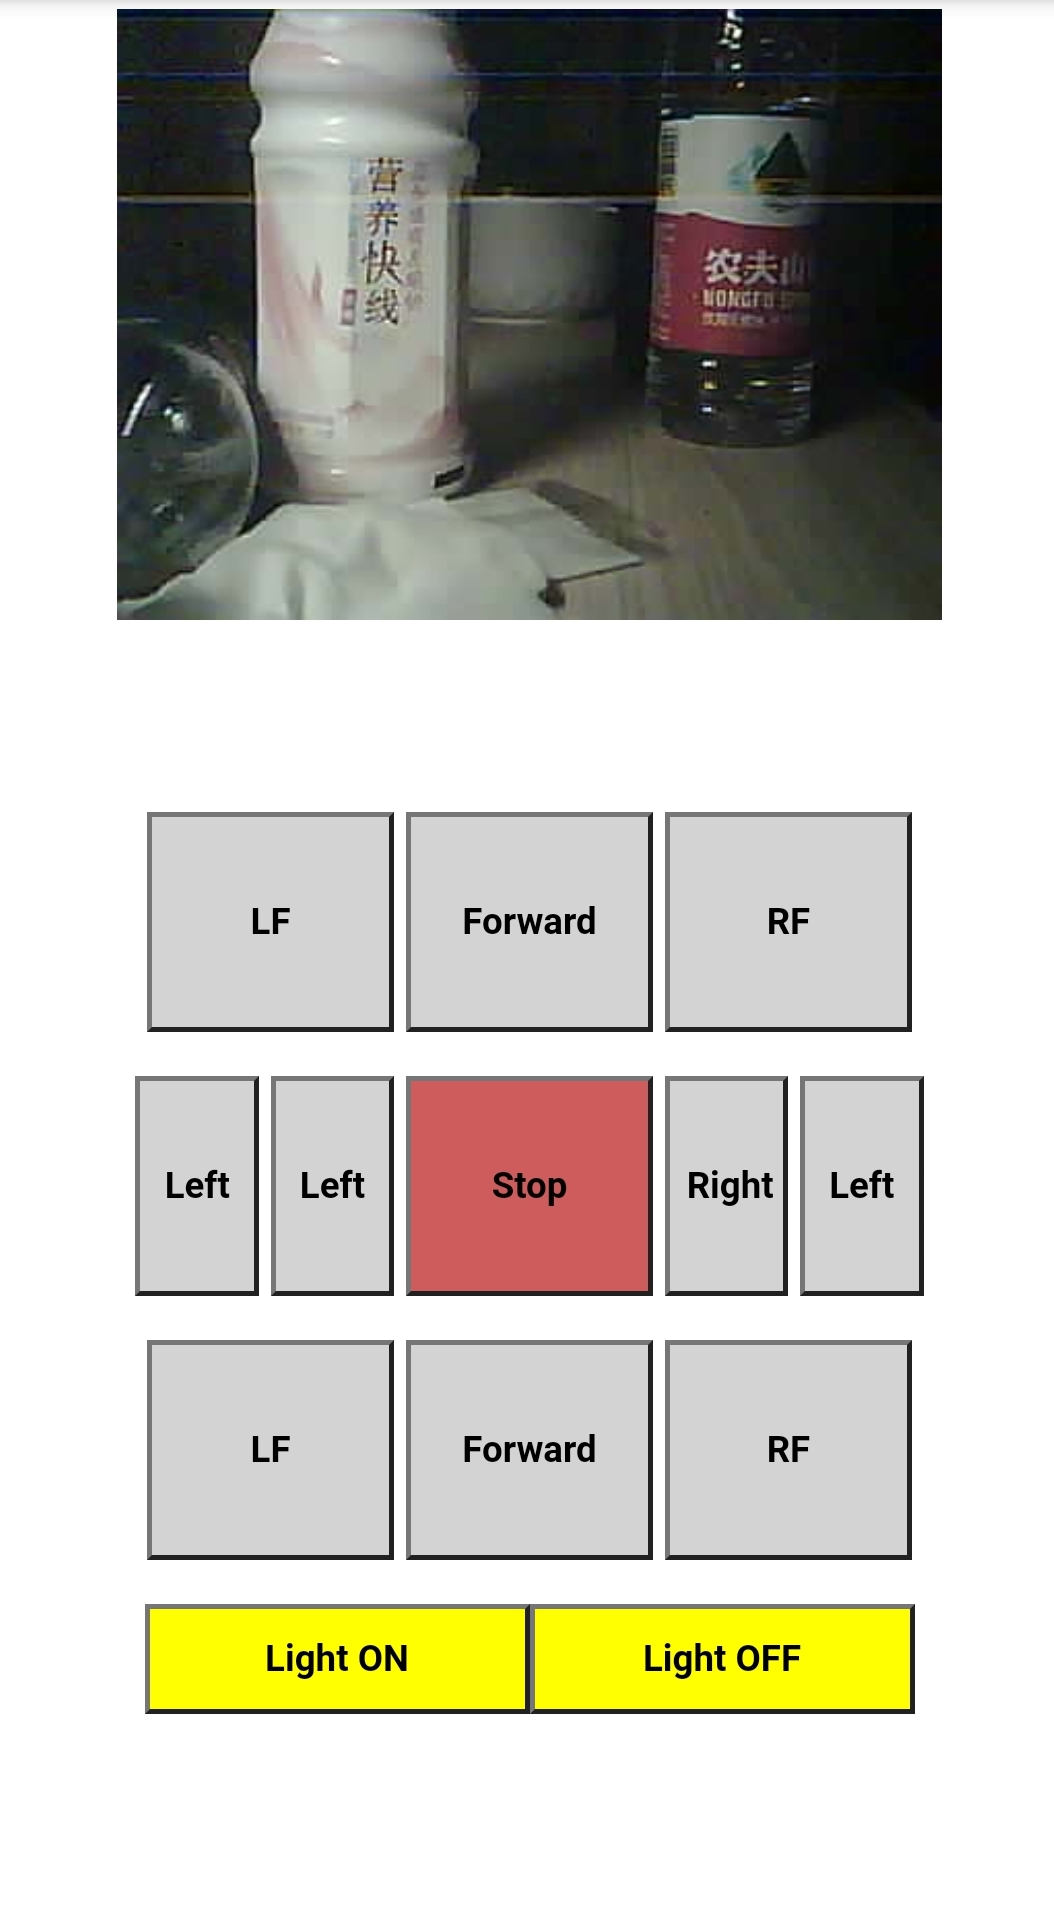 营养快线
农夫山
NONGFU
LF
Forward
RF
Left
Left
Stop
Right
Left
LF
Forward
RF
Light ON
Light OFF